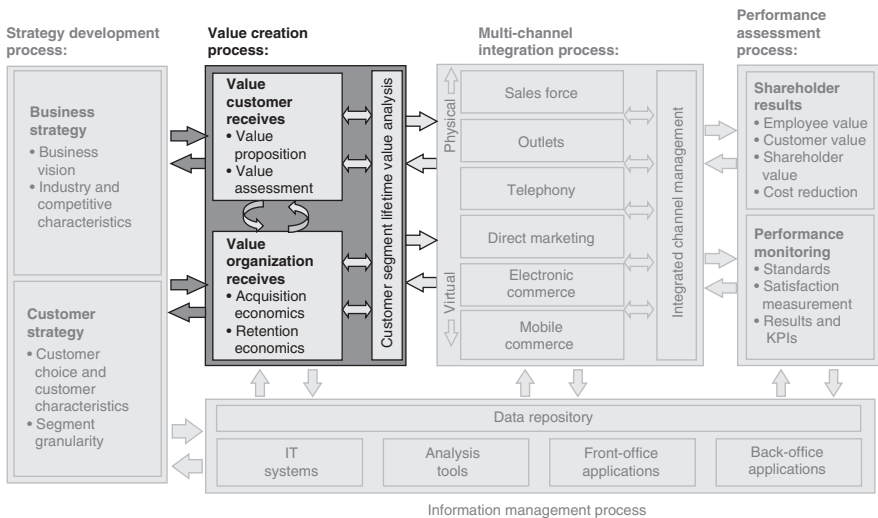 Strategy development
process:
Business
strategy
• Business
vision
• Industry and
competitive
characteristics
Customer
strategy
• Customer
choice and
customer
characteristics
• Segment
granularity
Value creation
process:
Value
customer
receives
• Value
proposition
• Value
assessment
Value
organization
receives
• Acquisition
economics
• Retention
economics
Customer segment lifetime value analysis
Multi-channel
integration process:
Physical
Virtual
Sales force
Outlets
Telephony
Direct marketing
Electronic
commerce
Mobile
commerce
Integrated channel management
Performance
assessment
process:
Shareholder
results
• Employee value
• Customer value
• Shareholder
value
• Cost reduction
Performance
monitoring
• Standards
• Satisfaction
measurement
• Results and
KPIs
Data repository
IT
systems
Analysis
tools
Front-office
applications
Back-office
applications
Information management process